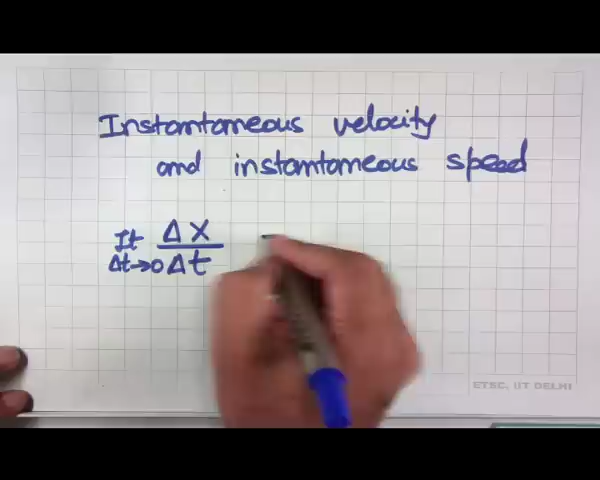 Instantaneous velocity
and instantaneous speed
lt Δx
Δt→0 Δt
ETSC, IIT DELHI